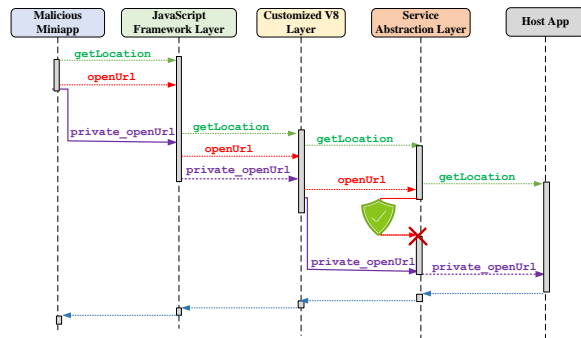 Malicious
Miniapp
JavaScript
Framework Layer
Customized V8
Layer
Service
Abstraction Layer
Host App
getLocation
openUrl
private_openUrl
getLocation
openUrl
private_openUrl
getLocation
openUrl
private_openUrl
getLocation
private_openUrl